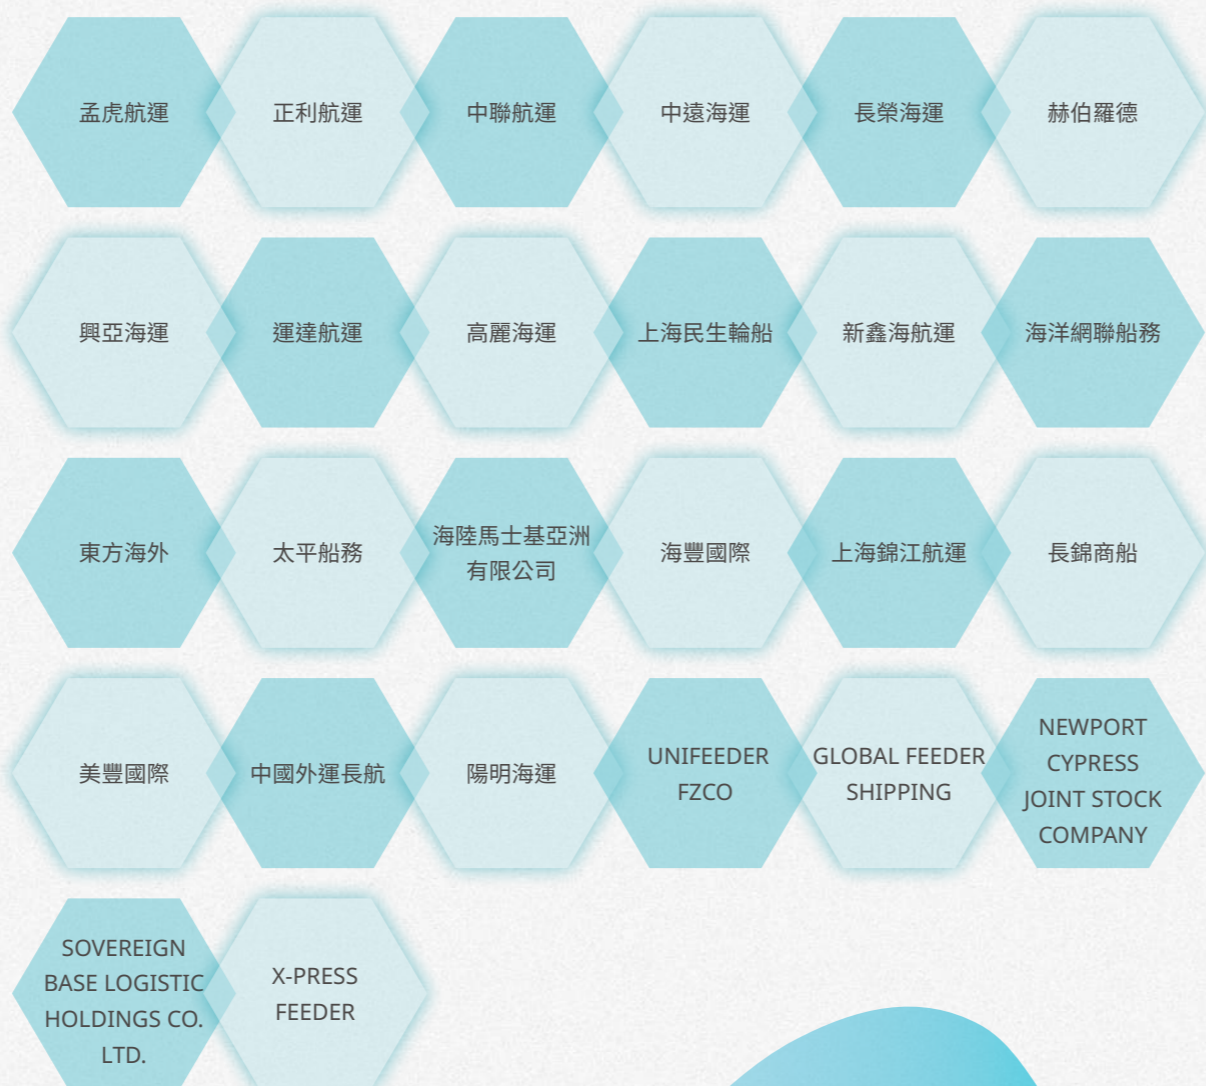 孟虎航運
正利航運
中聯航運
中遠海運
長榮海運
赫伯羅德
興亞海運
運達航運
高麗海運
上海民生輪船
新鑫海航運
海洋網聯船務
東方海外
太平船務
海陸馬士基亞洲
有限公司
海豐國際
上海錦江航運
長錦商船
美豐國際
中國外運長航
陽明海運
UNIFEEDER
FZCO
GLOBAL FEEDER
SHIPPING
NEWPORT
CYPRESS
JOINT STOCK
COMPANY
SOVEREIGN
BASE LOGISTIC
HOLDINGS CO.
LTD.
X-PRESS
FEEDER